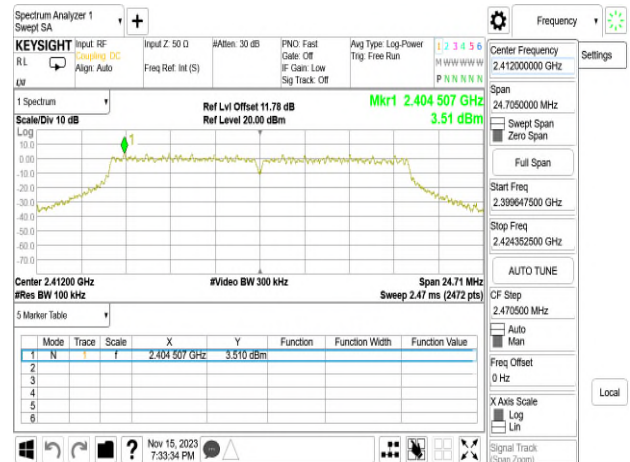 Spectrum Analyzer 1
Swept SA
Frequency
KEYSIGHT
RL
Input: RF
Coupling: DC
Align: Auto
Input Z: 50 Ω
Freq Ref: Int (S)
#Atten: 30 dB
PNO: Fast
Gate: Off
IF Gain: Low
Sig Track: Off
Avg Type: Log-Power
Trig: Free Run
1 2 3 4 5 6
M W W W W W
P N N N N N
1 Spectrum
Scale/Div 10 dB
Log
Ref Lvl Offset 11.78 dB
Ref Level 20.00 dBm
Mkr1 2.404 507 GHz
3.51 dBm
1
10.0
0.00
-10.0
-20.0
-30.0
-40.0
-50.0
-60.0
-70.0
Center 2.41200 GHz
#Res BW 100 kHz
#Video BW 300 kHz
Span 24.71 MHz
Sweep 2.47 ms (2472 pts)
5 Marker Table
Mode Trace Scale X Y Function Function Width Function Value
1 N 1 f 2.404 507 GHz 3.510 dBm
2
3
4
5
6
Nov 15, 2023
7:33:34 PM
Center Frequency
2.412000000 GHz
Settings
Span
24.7050000 MHz
Swept Span
Zero Span
Full Span
Start Freq
2.399647500 GHz
Stop Freq
2.424352500 GHz
AUTO TUNE
CF Step
2.470500 MHz
Auto
Man
Freq Offset
0 Hz
X Axis Scale
Log
Lin
Local
Signal Track
(Span Zoom)